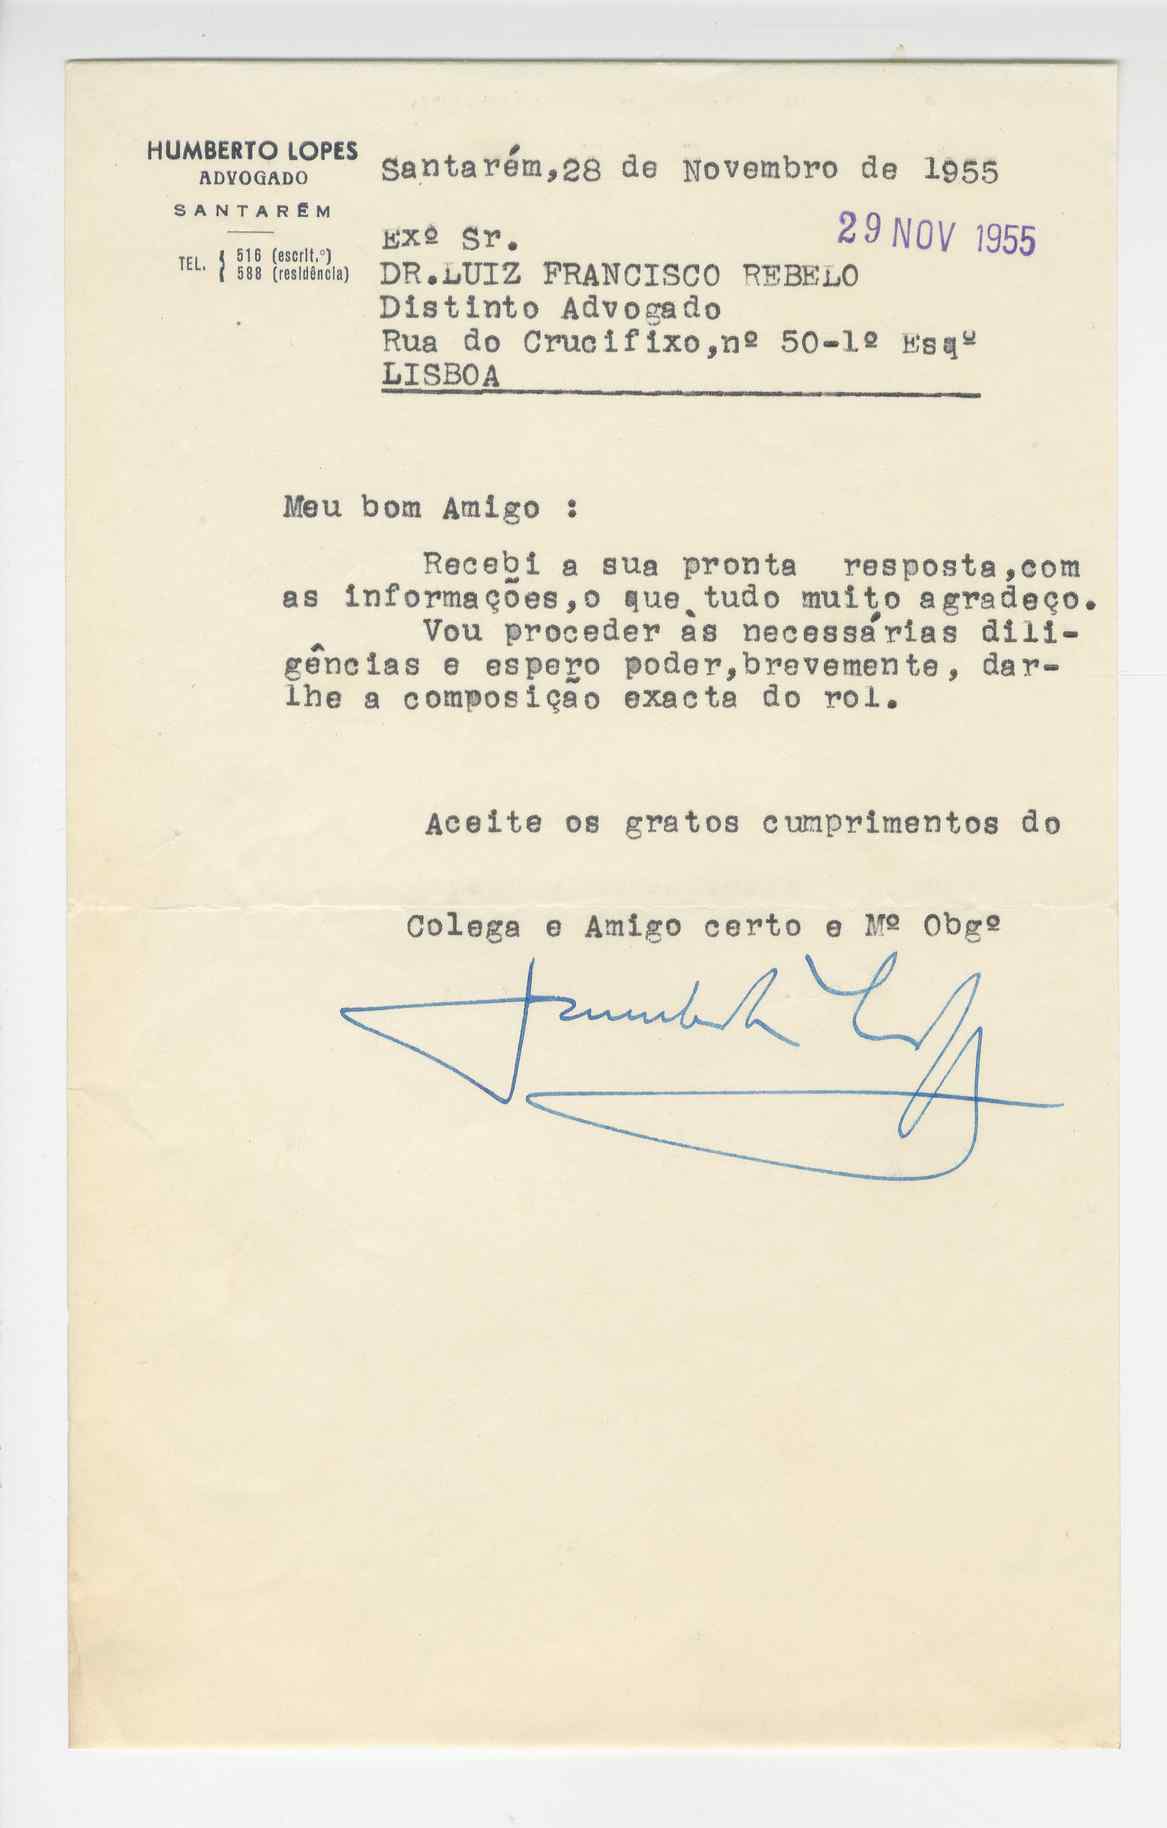 HUMBERTO LOPES
ADVOGADO
SANTARÉM
TEL. { 516 (escrit.º)
588 (residência)
Santarém,28 de Novembro de 1955
29 NOV 1955
Exº Sr.
DR.LUIZ FRANCISCO REBELO
Distinto Advogado
Rua do Crucifixo,nº 50-1º Esqº
LISBOA
Meu bom Amigo :
Recebi a sua pronta resposta,com
as informações,o que tudo muito agradeço.
Vou proceder às necessárias dili-
gências e espero poder,brevemente, dar-
lhe a composição exacta do rol.
Aceite os gratos cumprimentos do
Colega e Amigo certo e Mº Obgº
Humberto Lopes